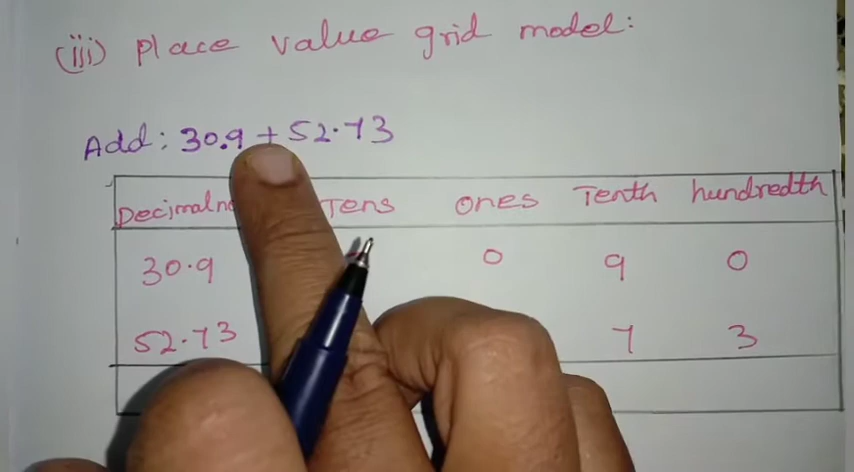 (iii) Place value grid model:
Add: 30.9 + 52.73
Decimal Tens Ones Tenth hundredth
30.9 0 9 0
52.73 7 3